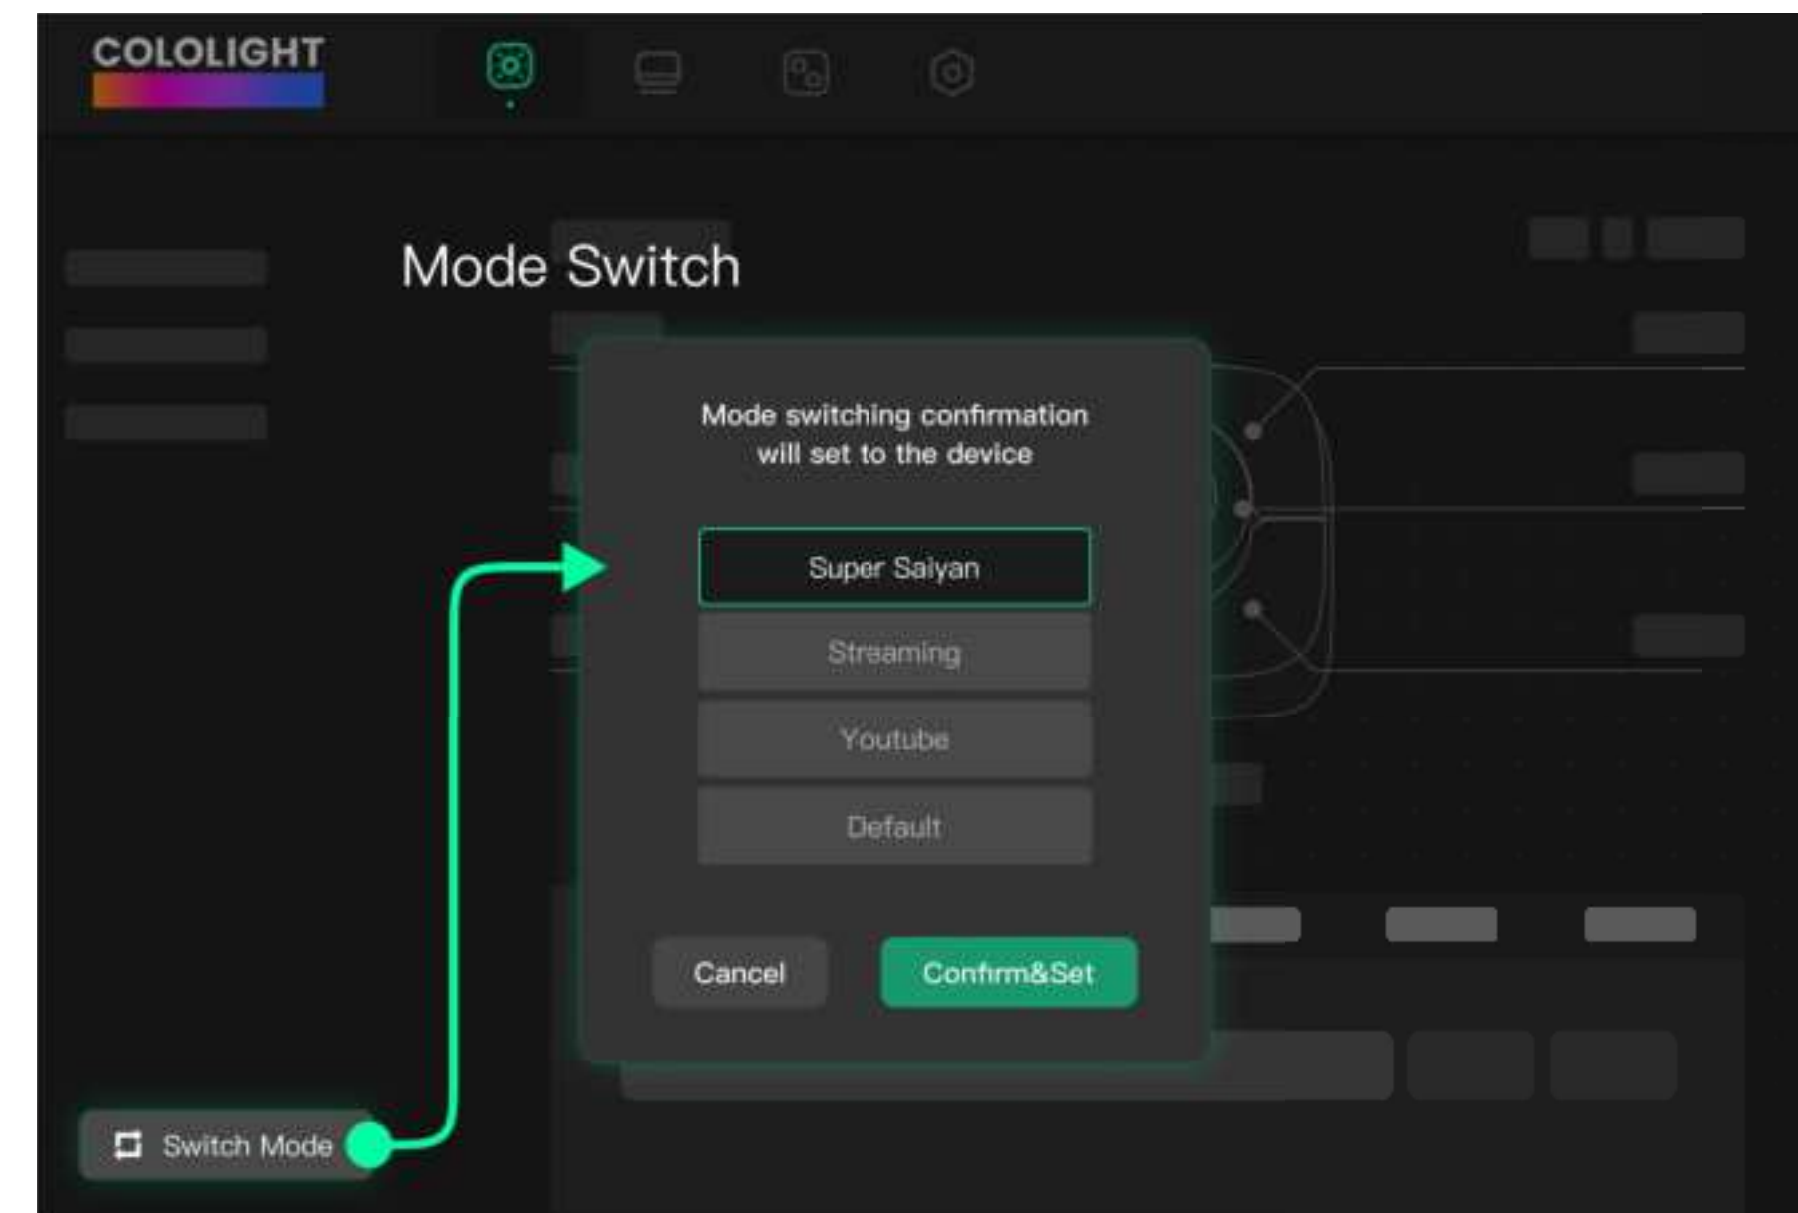 COLOLIGHT
Mode Switch
Mode switching confirmation
will set to the device
Super Saiyan
Streaming
Youtube
Default
Cancel
Confirm&Set
Switch Mode